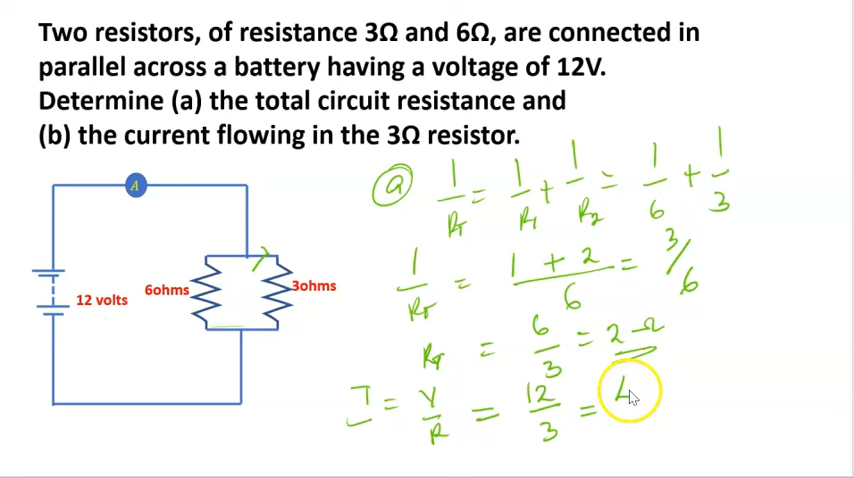 Two resistors, of resistance 3Ω and 6Ω, are connected in
parallel across a battery having a voltage of 12V.
Determine (a) the total circuit resistance and
(b) the current flowing in the 3Ω resistor.
A
12 volts
6ohms
3ohms
(a) 1/RT = 1/R1 + 1/R2 = 1/6 + 1/3
1/RT = (1 + 2)/6 = 3/6
RT = 6/3 = 2 Ω
I = V/R = 12/3 =